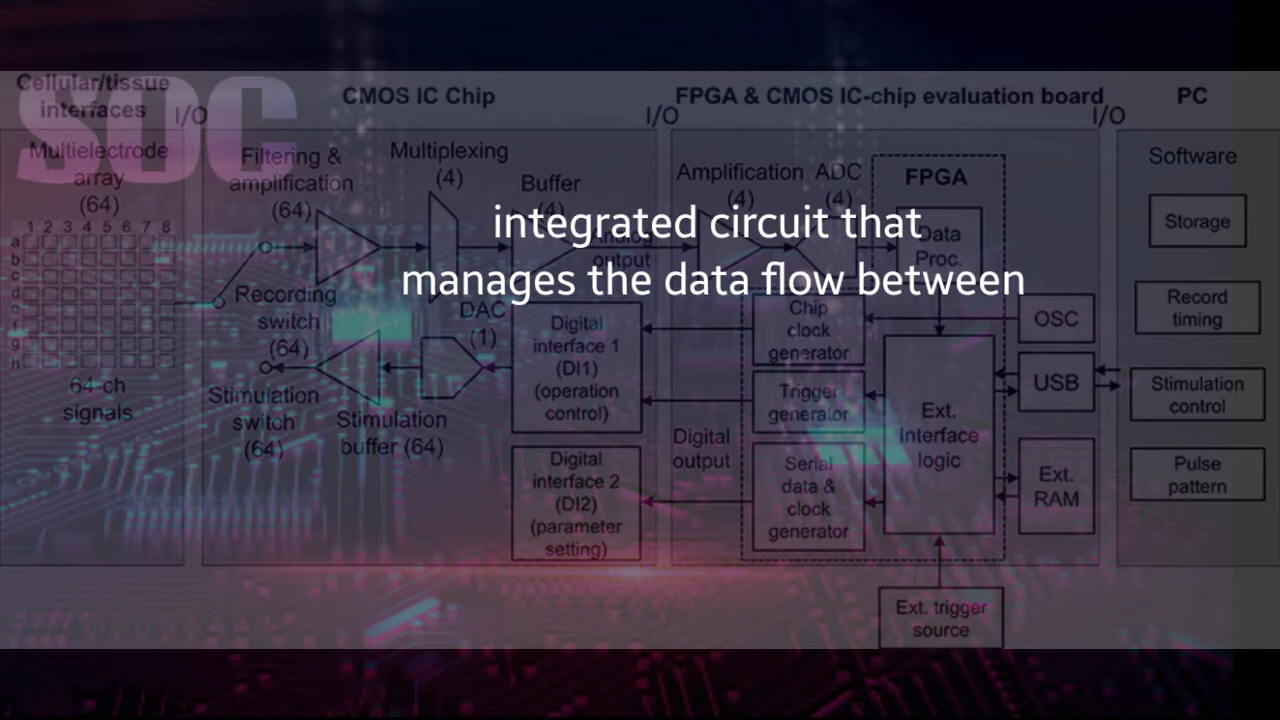 SOC
integrated circuit that
manages the data flow between
Cellular/tissue
interfaces
I/O
CMOS IC Chip
I/O
FPGA & CMOS IC-chip evaluation board
I/O
PC
Multielectrode
array
(64)
1 2 3 4 5 6 7 8
a
b
c
d
e
g
h
64-ch
signals
Filtering &
amplification
(64)
Multiplexing
(4)
Buffer
(4)
Analog
output
Recording
switch
(64)
Stimulation
switch
(64)
Stimulation
buffer (64)
DAC
(1)
Digital
interface 1
(DI1)
(operation
control)
Digital
interface 2
(DI2)
(parameter
setting)
Amplification
(4)
ADC
(4)
FPGA
Data
Proc.
Chip
clock
generator
Trigger
generator
Serial
data &
clock
generator
Digital
output
Ext.
Interface
logic
OSC
USB
Ext.
RAM
Ext. trigger
source
Software
Storage
Record
timing
Stimulation
control
Pulse
pattern